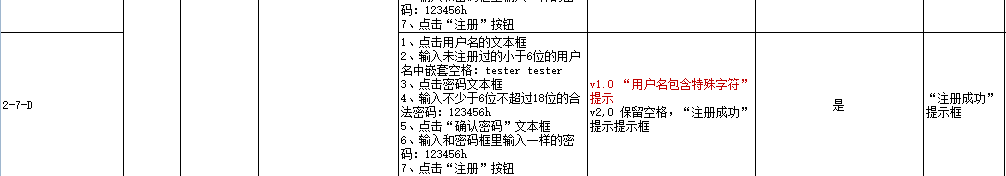 码：123456h
7、点击“注册”按钮
2-7-D
1、点击用户名的文本框
2、输入未注册过的小于6位的用户
名中嵌套空格：tester tester
3、点击密码文本框
4、输入不少于6位不超过18位的合
法密码：123456h
5、点击“确认密码”文本框
6、输入和密码框里输入一样的密
码：123456h
7、点击“注册”按钮
v1.0 “用户名包含特殊字符”
提示
v2,0 保留空格，“注册成功”
提示提示框
是
“注册成功”
提示框